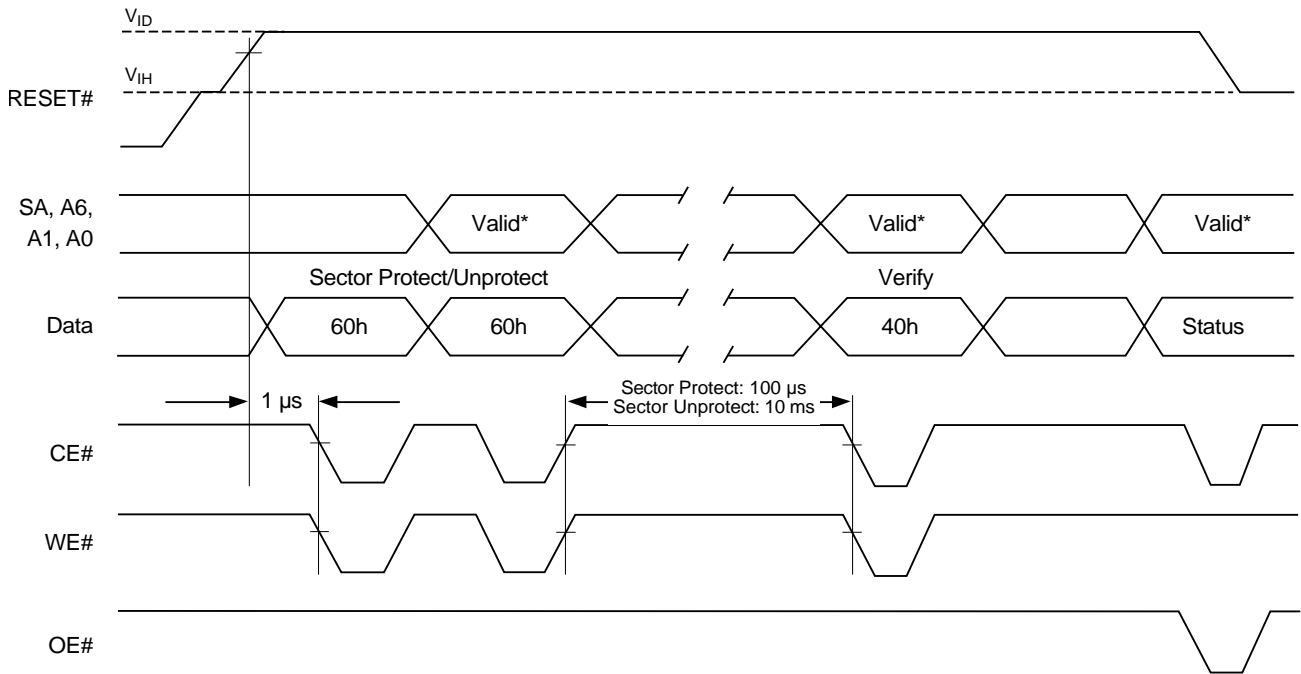 VID
VIH
RESET#
SA, A6,
A1, A0
Valid*
Valid*
Valid*
Sector Protect/Unprotect
Verify
Data
60h
60h
40h
Status
1 µs
Sector Protect: 100 µs
Sector Unprotect: 10 ms
CE#
WE#
OE#